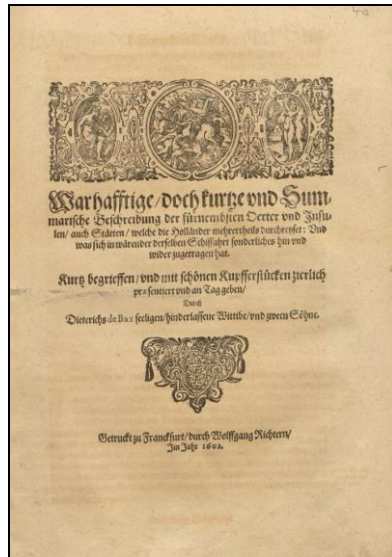 Warhafftige/doch kurtze vnd Sum-
marische Beschreibung der fürnembsten Oerter vnd Insu-
len/ auch Stätten/ welche die Holländer mehrertheils durchreyset: Vnd
was sich in wärender derselben Schiffahrt sonderliches hin vnd
wider zugetragen hat.
Kurtz begrieffen/ vnd mit schönen Kupfferstücken zierlich
præsentiert vnd an Tag geben/
Durch
Dieterichs de Bry seeligen/ hinderlassene Wittibe/ vnd zween Söhne.
Getruckt zu Franckfurt/ durch Wolffgang Richtern/
Im Jahr 1602.